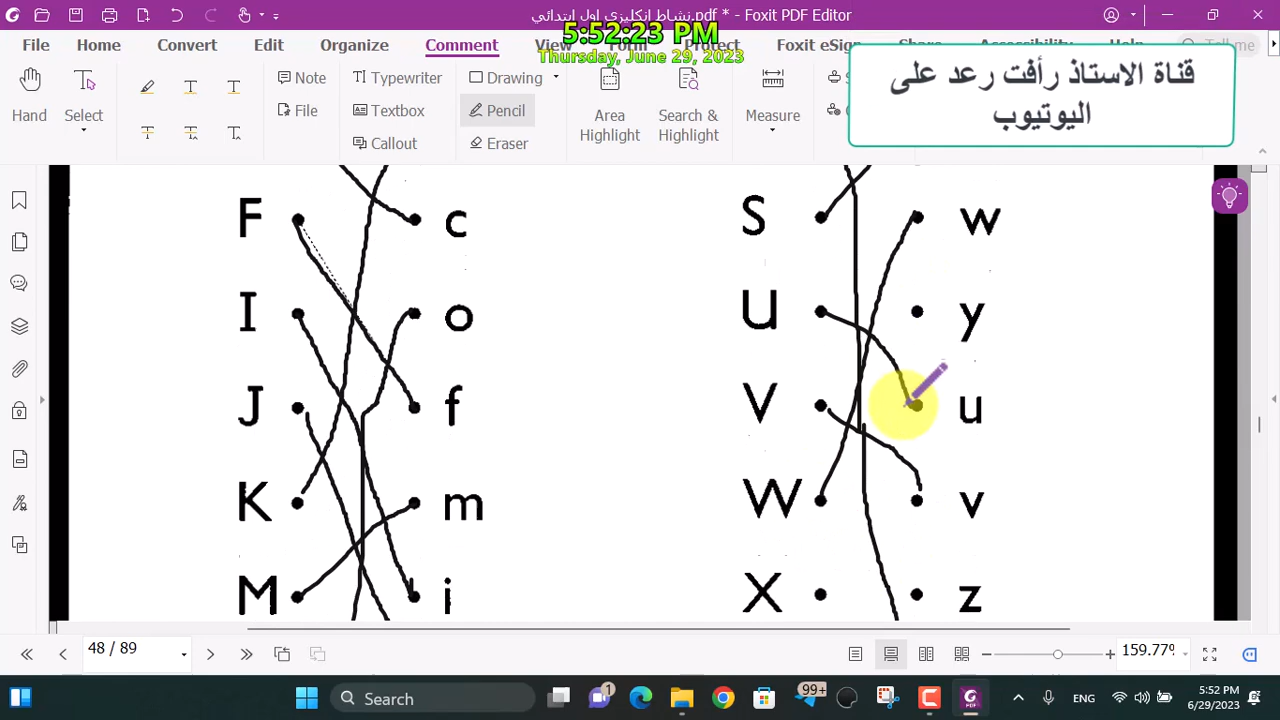 نشاط انكليزي اول ابتدائي.pdf * - Foxit PDF Editor
5:52:23 PM
Thursday, June 29, 2023
File Home Convert Edit Organize Comment View Form Protect Foxit eSign Share Accessibility Help Tell me
قناة الاستاذ رأفت رعد على
اليوتيوب
Hand
Select
Note
File
Typewriter
Textbox
Callout
Drawing
Pencil
Eraser
Area
Highlight
Search &
Highlight
Measure
F c
I o
J f
K m
M i
S w
U y
V u
W v
X z
48 / 89
159.77%
Search
1
99+
ENG
5:52 PM
6/29/2023